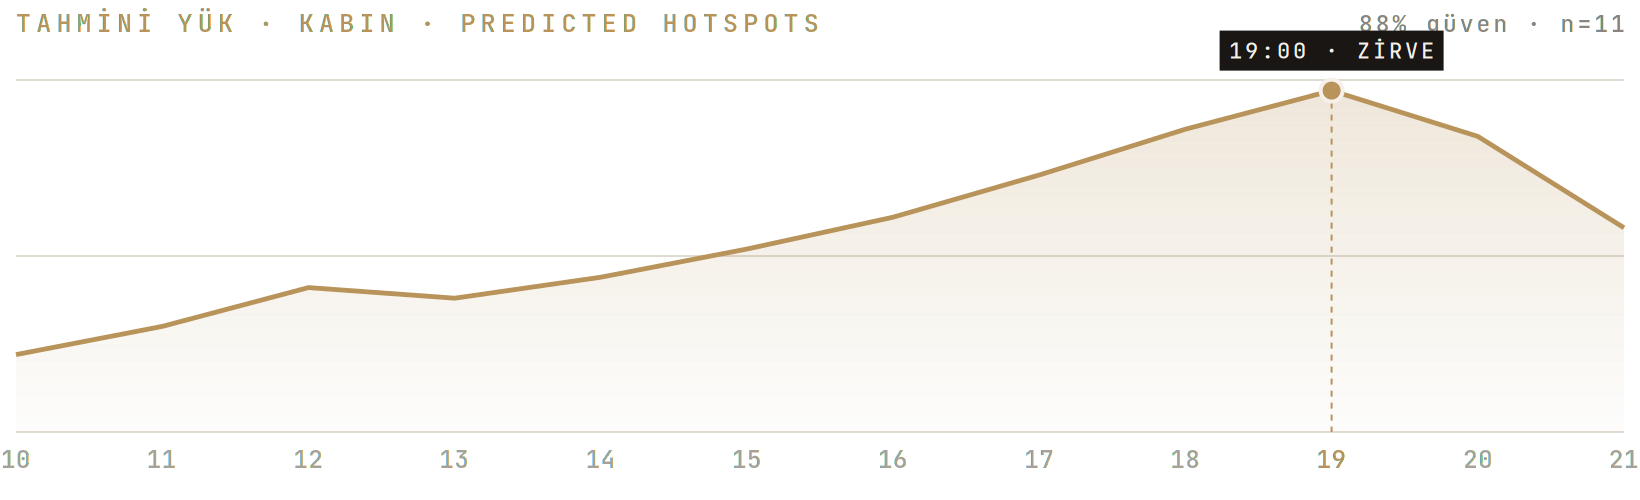 TAHMİNİ YÜK · KABIN · PREDICTED HOTSPOTS
88% güven · n=11
19:00 · ZİRVE
10 11 12 13 14 15 16 17 18 19 20 21